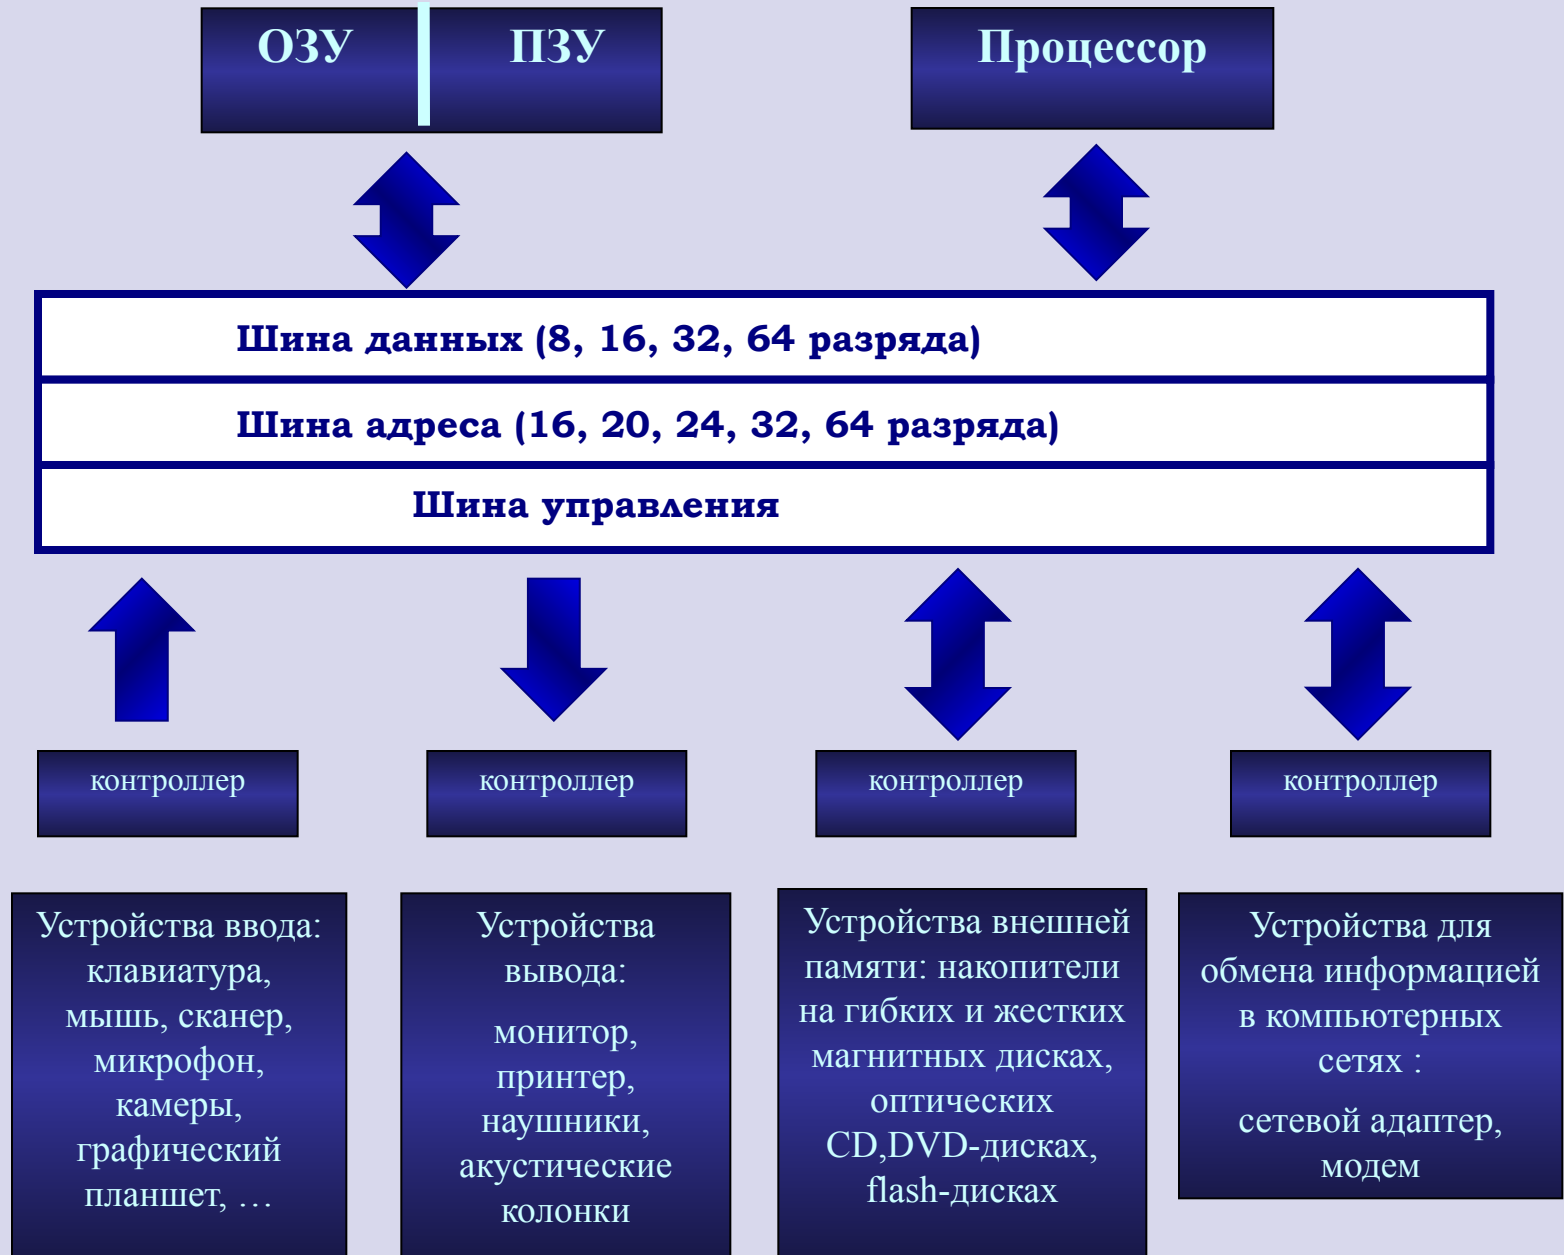 ОЗУ
ПЗУ
Процессор
Шина данных (8, 16, 32, 64 разряда)
Шина адреса (16, 20, 24, 32, 64 разряда)
Шина управления
контроллер
контроллер
контроллер
контроллер
Устройства ввода:
клавиатура,
мышь, сканер,
микрофон,
камеры,
графический
планшет, …
Устройства
вывода:
монитор,
принтер,
наушники,
акустические
колонки
Устройства внешней
памяти: накопители
на гибких и жестких
магнитных дисках,
оптических
CD,DVD-дисках,
flash-дисках
Устройства для
обмена информацией
в компьютерных
сетях :
сетевой адаптер,
модем